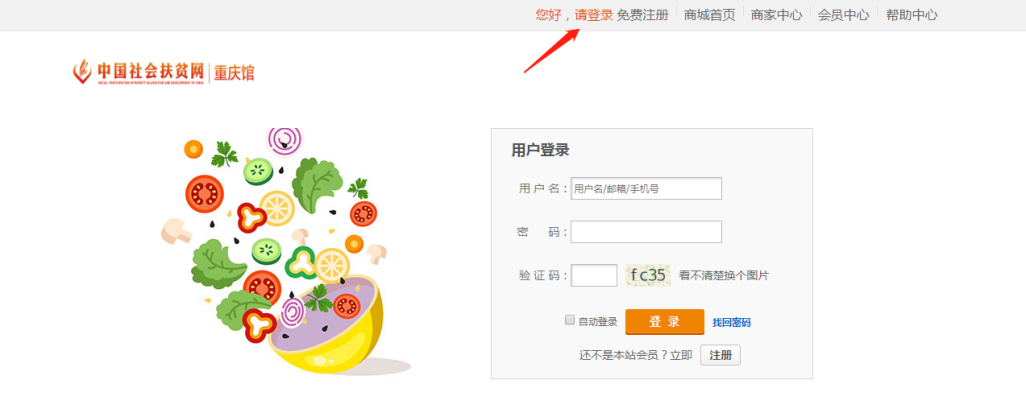 您好，请登录 免费注册 商城首页 商家中心 会员中心 帮助中心
中国社会扶贫网 重庆馆
用户登录
用 户 名： 用户名/邮箱/手机号
密 码：
验 证 码： fc35 看不清楚换个图片
自动登录 登 录 找回密码
还不是本站会员？立即 注册